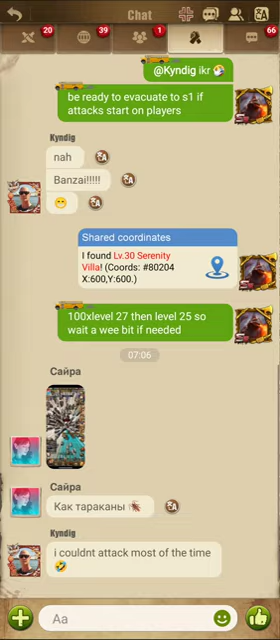 Chat
20
39
1
66
@Kyndig ikr
be ready to evacuate to s1 if
attacks start on players
Kyndig
nah
Banzai!!!!!
Shared coordinates
I found Lv.30 Serenity
Villa! (Coords: #80204
X:600,Y:600.)
100xlevel 27 then level 25 so
wait a wee bit if needed
07:06
Сайра
Сайра
Как тараканы
Kyndig
i couldnt attack most of the time
Aa